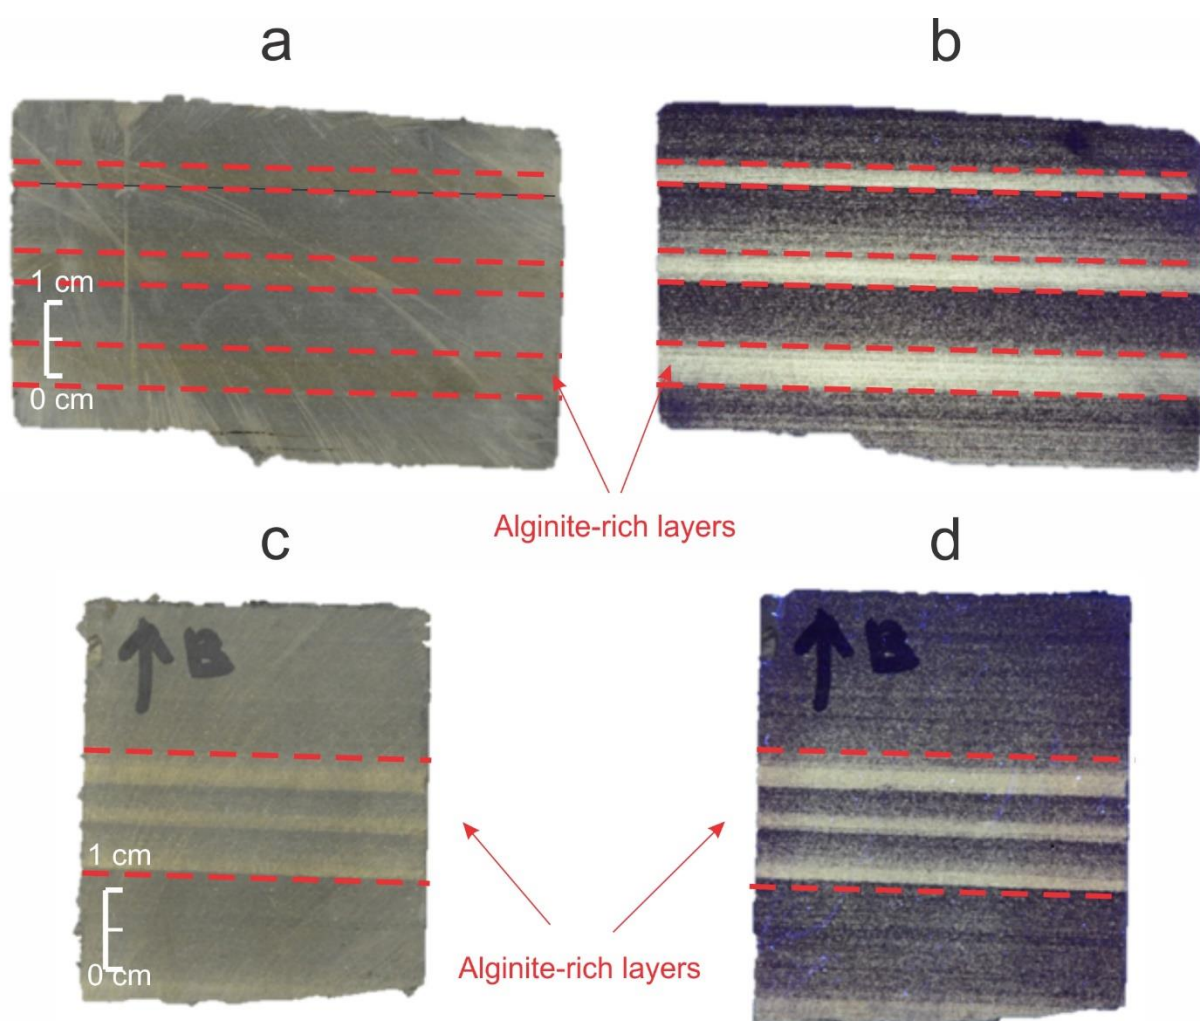 a
b
1 cm
0 cm
Alginite-rich layers
c
d
B
B
1 cm
0 cm
Alginite-rich layers